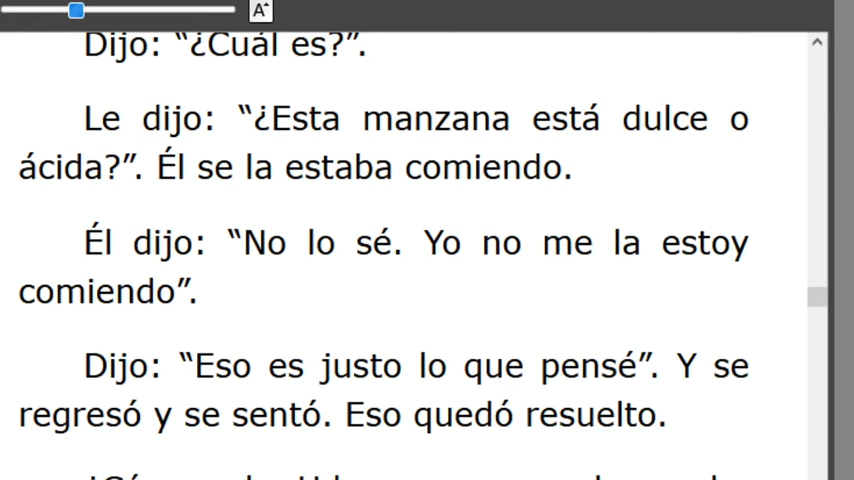 A
Dijo: “¿Cuál es?”.
Le dijo: “¿Esta manzana está dulce o
ácida?”. Él se la estaba comiendo.
Él dijo: “No lo sé. Yo no me la estoy
comiendo”.
Dijo: “Eso es justo lo que pensé”. Y se
regresó y se sentó. Eso quedó resuelto.